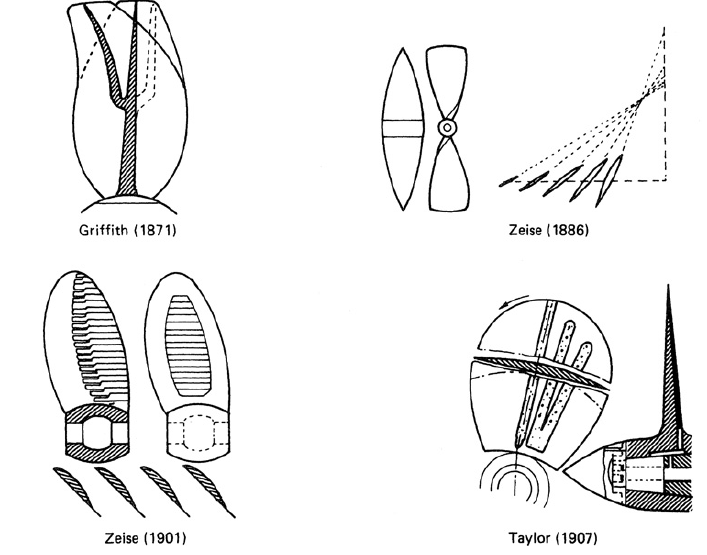 Griffith (1871)
Zeise (1886)
Zeise (1901)
Taylor (1907)